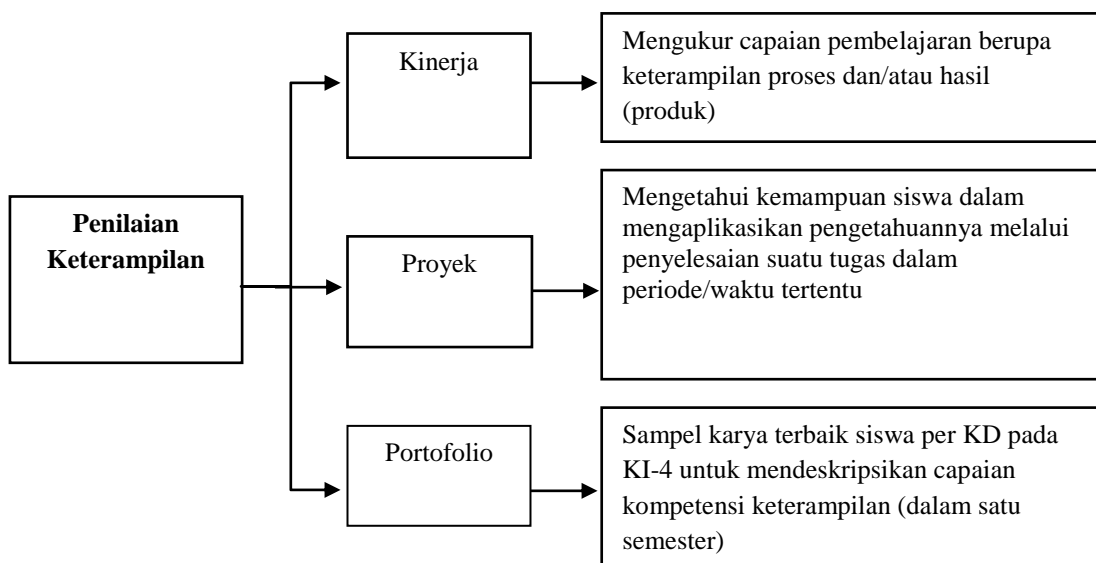 Penilaian
Keterampilan
Kinerja
Mengukur capaian pembelajaran berupa
keterampilan proses dan/atau hasil
(produk)
Proyek
Mengetahui kemampuan siswa dalam
mengaplikasikan pengetahuannya melalui
penyelesaian suatu tugas dalam
periode/waktu tertentu
Portofolio
Sampel karya terbaik siswa per KD pada
KI-4 untuk mendeskripsikan capaian
kompetensi keterampilan (dalam satu
semester)